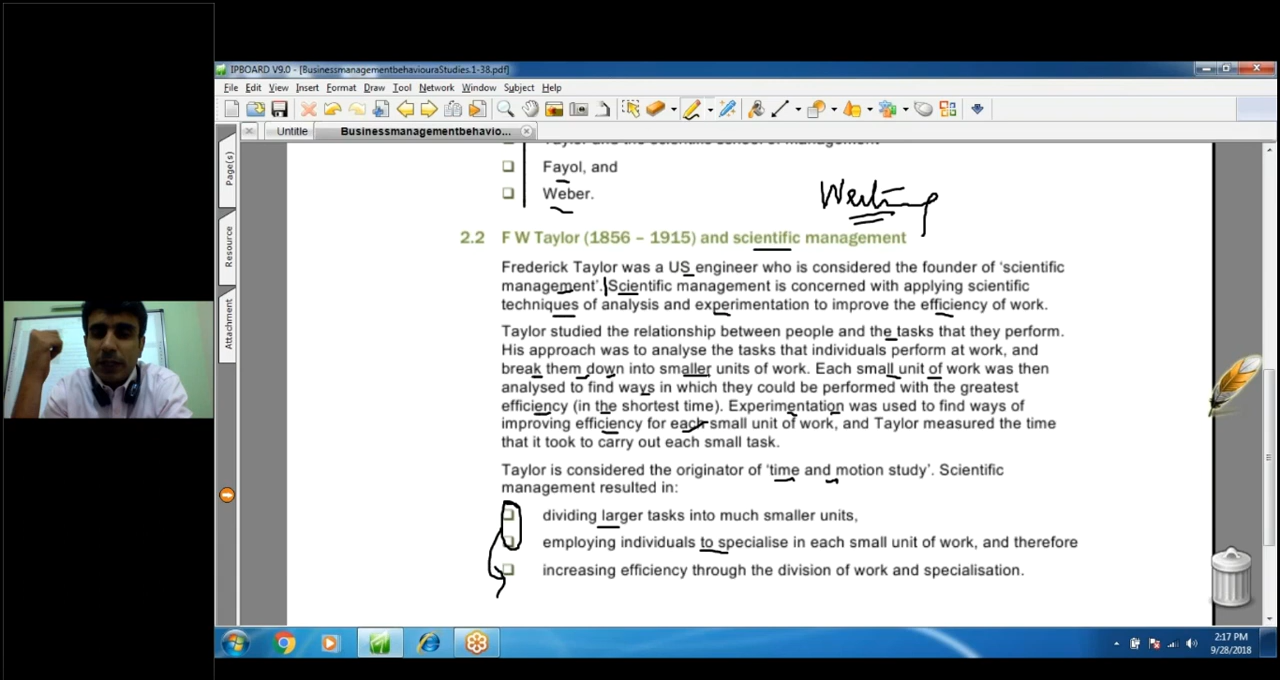 IPBOARD V9.0 - [BusinessmanagementbehaviouraStudies.1-38.pdf]
File Edit View Insert Format Draw Tool Network Window Subject Help
Untitle Businessmanagementbehavio...
Page(s)
Resource
Attachment
Taylor and the scientific school of management.
Fayol, and
Weber.
2.2 F W Taylor (1856 – 1915) and scientific management
Frederick Taylor was a US engineer who is considered the founder of ‘scientific
management’. Scientific management is concerned with applying scientific
techniques of analysis and experimentation to improve the efficiency of work.
Taylor studied the relationship between people and the tasks that they perform.
His approach was to analyse the tasks that individuals perform at work, and
break them down into smaller units of work. Each small unit of work was then
analysed to find ways in which they could be performed with the greatest
efficiency (in the shortest time). Experimentation was used to find ways of
improving efficiency for each small unit of work, and Taylor measured the time
that it took to carry out each small task.
Taylor is considered the originator of ‘time and motion study’. Scientific
management resulted in:
dividing larger tasks into much smaller units,
employing individuals to specialise in each small unit of work, and therefore
increasing efficiency through the division of work and specialisation.
2:17 PM
9/28/2018